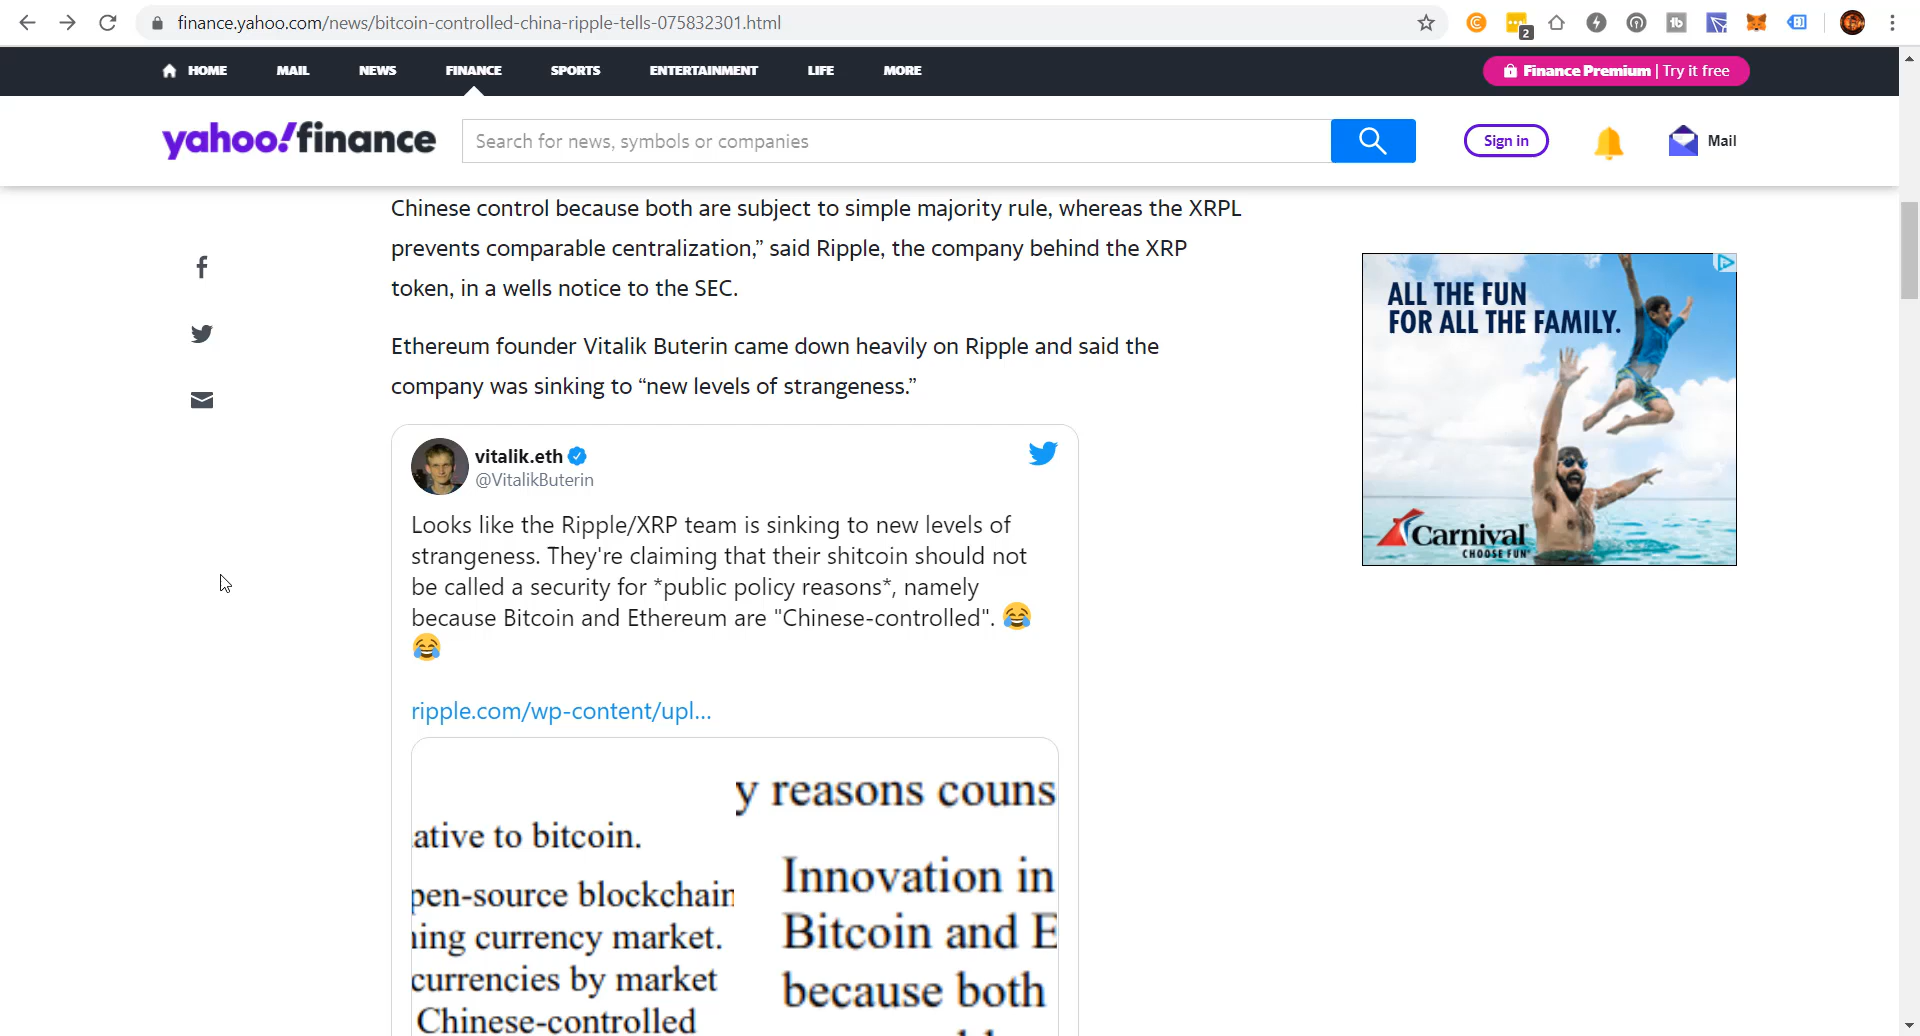 finance.yahoo.com/news/bitcoin-controlled-china-ripple-tells-075832301.html
2
HOME MAIL NEWS FINANCE SPORTS ENTERTAINMENT LIFE MORE
Finance Premium | Try it free
yahoo!finance
Search for news, symbols or companies
Sign in
Mail
Chinese control because both are subject to simple majority rule, whereas the XRPL
prevents comparable centralization,” said Ripple, the company behind the XRP
token, in a wells notice to the SEC.
Ethereum founder Vitalik Buterin came down heavily on Ripple and said the
company was sinking to “new levels of strangeness.”
vitalik.eth
@VitalikButerin
Looks like the Ripple/XRP team is sinking to new levels of
strangeness. They're claiming that their shitcoin should not
be called a security for *public policy reasons*, namely
because Bitcoin and Ethereum are "Chinese-controlled". 😂
😂
ripple.com/wp-content/upl...
ative to bitcoin.
pen-source blockchain
ning currency market.
currencies by market
Chinese-controlled
y reasons couns
Innovation in
Bitcoin and E
because both
ALL THE FUN
FOR ALL THE FAMILY.
Carnival
CHOOSE FUN®